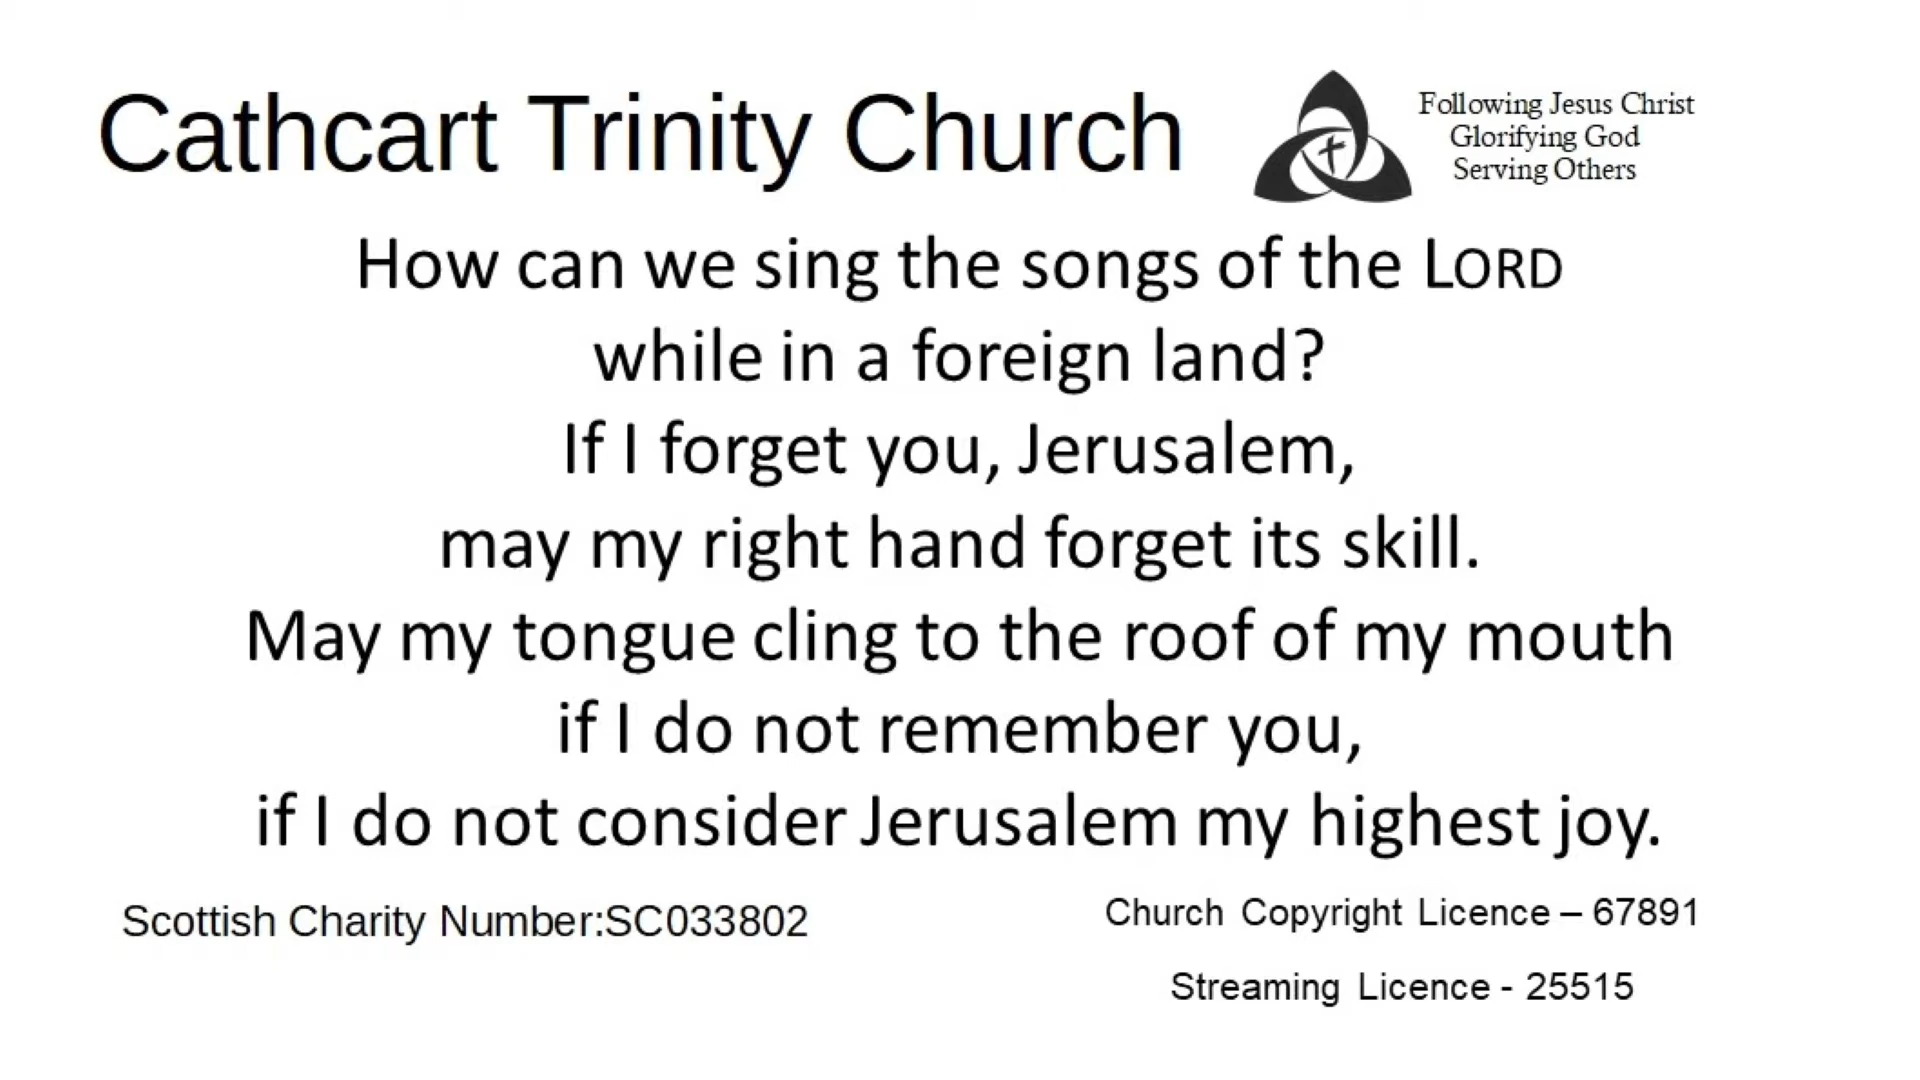 Cathcart Trinity Church
Following Jesus Christ
Glorifying God
Serving Others
How can we sing the songs of the LORD
while in a foreign land?
If I forget you, Jerusalem,
may my right hand forget its skill.
May my tongue cling to the roof of my mouth
if I do not remember you,
if I do not consider Jerusalem my highest joy.
Scottish Charity Number:SC033802
Church Copyright Licence – 67891
Streaming Licence - 25515